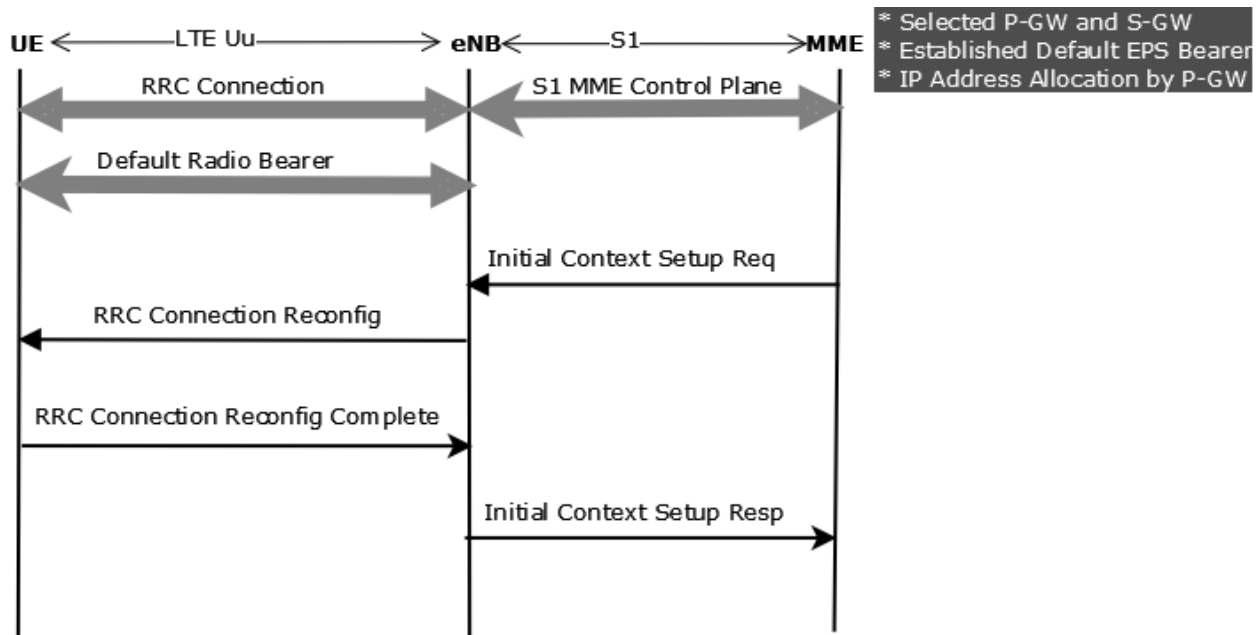 UE LTE Uu eNB S1 MME
* Selected P-GW and S-GW
* Established Default EPS Bearer
* IP Address Allocation by P-GW
RRC Connection
S1 MME Control Plane
Default Radio Bearer
Initial Context Setup Req
RRC Connection Reconfig
RRC Connection Reconfig Complete
Initial Context Setup Resp